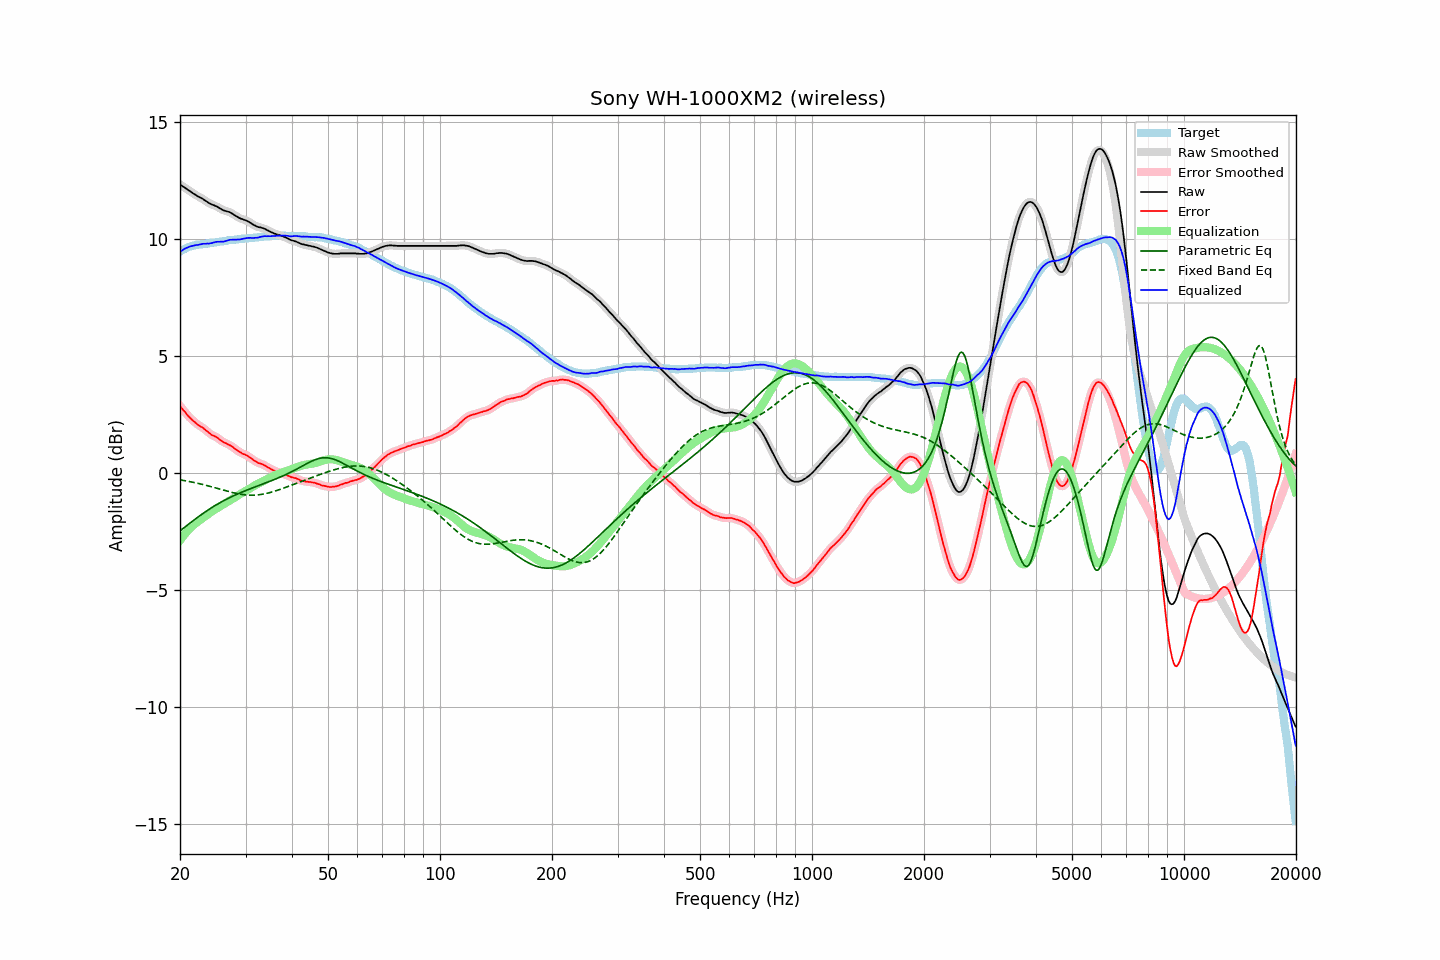 Sony WH-1000XM2 (wireless)
Amplitude (dBr)
15
10
5
0
−5
−10
−15
Target
Raw Smoothed
Error Smoothed
Raw
Error
Equalization
Parametric Eq
Fixed Band Eq
Equalized
20 50 100 200 500 1000 2000 5000 10000 20000
Frequency (Hz)